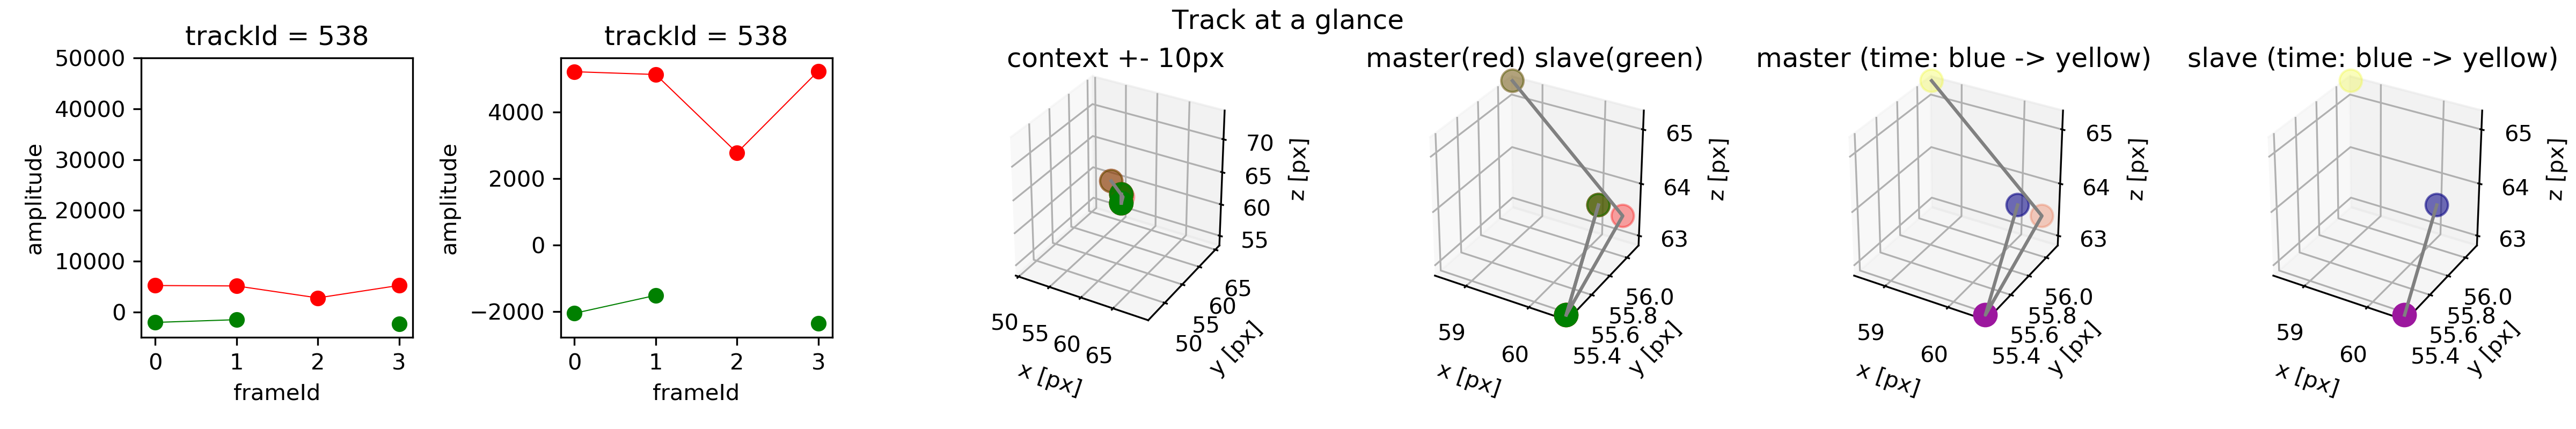 Track at a glance
trackId = 538
50000
40000
30000
20000
10000
0
amplitude
0 1 2 3
frameId
trackId = 538
4000
2000
0
−2000
amplitude
0 1 2 3
frameId
context +- 10px
70
65
60
55
z [px]
65
60
55
50
y [px]
50 55 60 65
x [px]
master(red) slave(green)
65
64
63
z [px]
56.0
55.8
55.6
55.4
y [px]
59 60
x [px]
master (time: blue -> yellow)
65
64
63
z [px]
56.0
55.8
55.6
55.4
y [px]
59 60
x [px]
slave (time: blue -> yellow)
65
64
63
z [px]
56.0
55.8
55.6
55.4
y [px]
59 60
x [px]